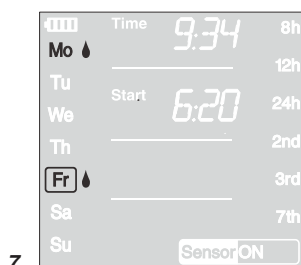 Time 9:34 8h
Mo
12h
Tu
Start 6:20 24h
We
Th 2nd
Fr 3rd
Sa 7th
Su Sensor ON
7